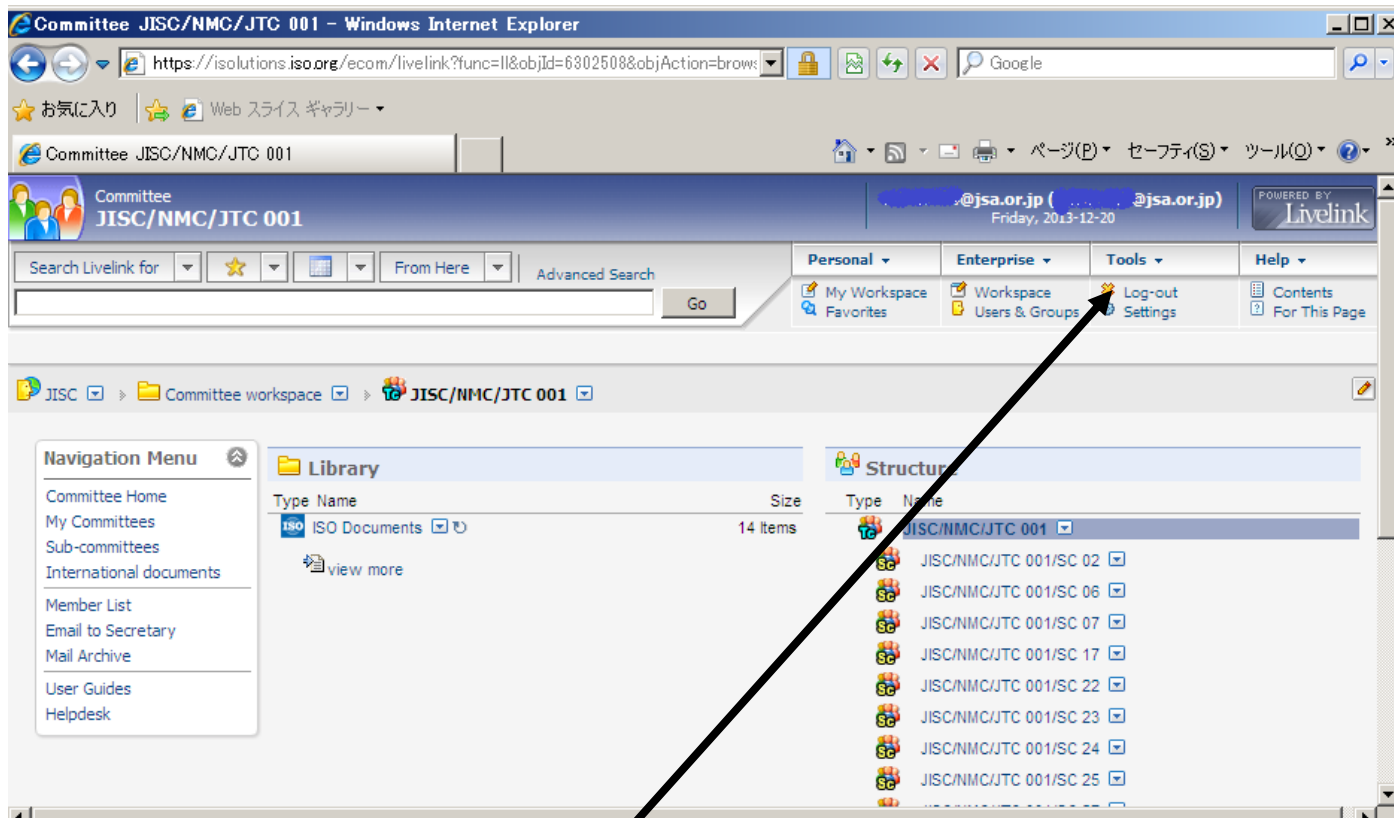 Committee JISC/NMC/JTC 001 - Windows Internet Explorer
https://isolutions.iso.org/ecom/livelink?func=ll&objId=6302508&objAction=brows
Google
お気に入り Web スライス ギャラリー
Committee JISC/NMC/JTC 001
ページ(P) セーフティ(S) ツール(O)
Committee
JISC/NMC/JTC 001
@jsa.or.jp ( @jsa.or.jp)
Friday, 2013-12-20
POWERED BY
Livelink
Search Livelink for From Here Advanced Search
Go
Personal Enterprise Tools Help
My Workspace Workspace Log-out Contents
Favorites Users & Groups Settings For This Page
JISC Committee workspace JISC/NMC/JTC 001
Navigation Menu
Committee Home
My Committees
Sub-committees
International documents
Member List
Email to Secretary
Mail Archive
User Guides
Helpdesk
Library
Type Name Size
ISO ISO Documents 14 Items
view more
Structure
Type Name
JISC/NMC/JTC 001
JISC/NMC/JTC 001/SC 02
JISC/NMC/JTC 001/SC 06
JISC/NMC/JTC 001/SC 07
JISC/NMC/JTC 001/SC 17
JISC/NMC/JTC 001/SC 22
JISC/NMC/JTC 001/SC 23
JISC/NMC/JTC 001/SC 24
JISC/NMC/JTC 001/SC 25